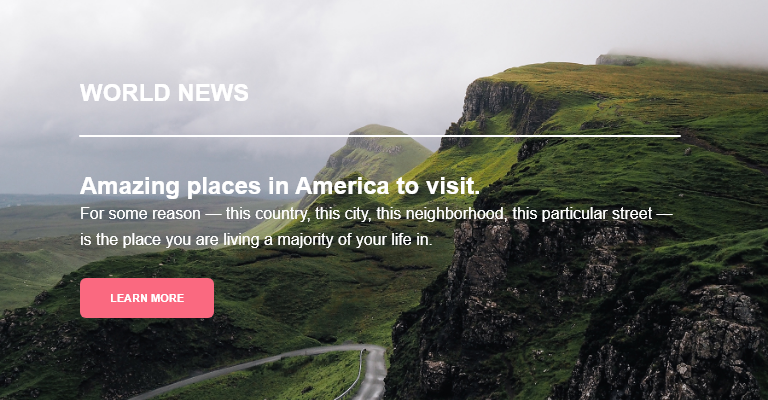 WORLD NEWS
Amazing places in America to visit.
For some reason — this country, this city, this neighborhood, this particular street —
is the place you are living a majority of your life in.
LEARN MORE